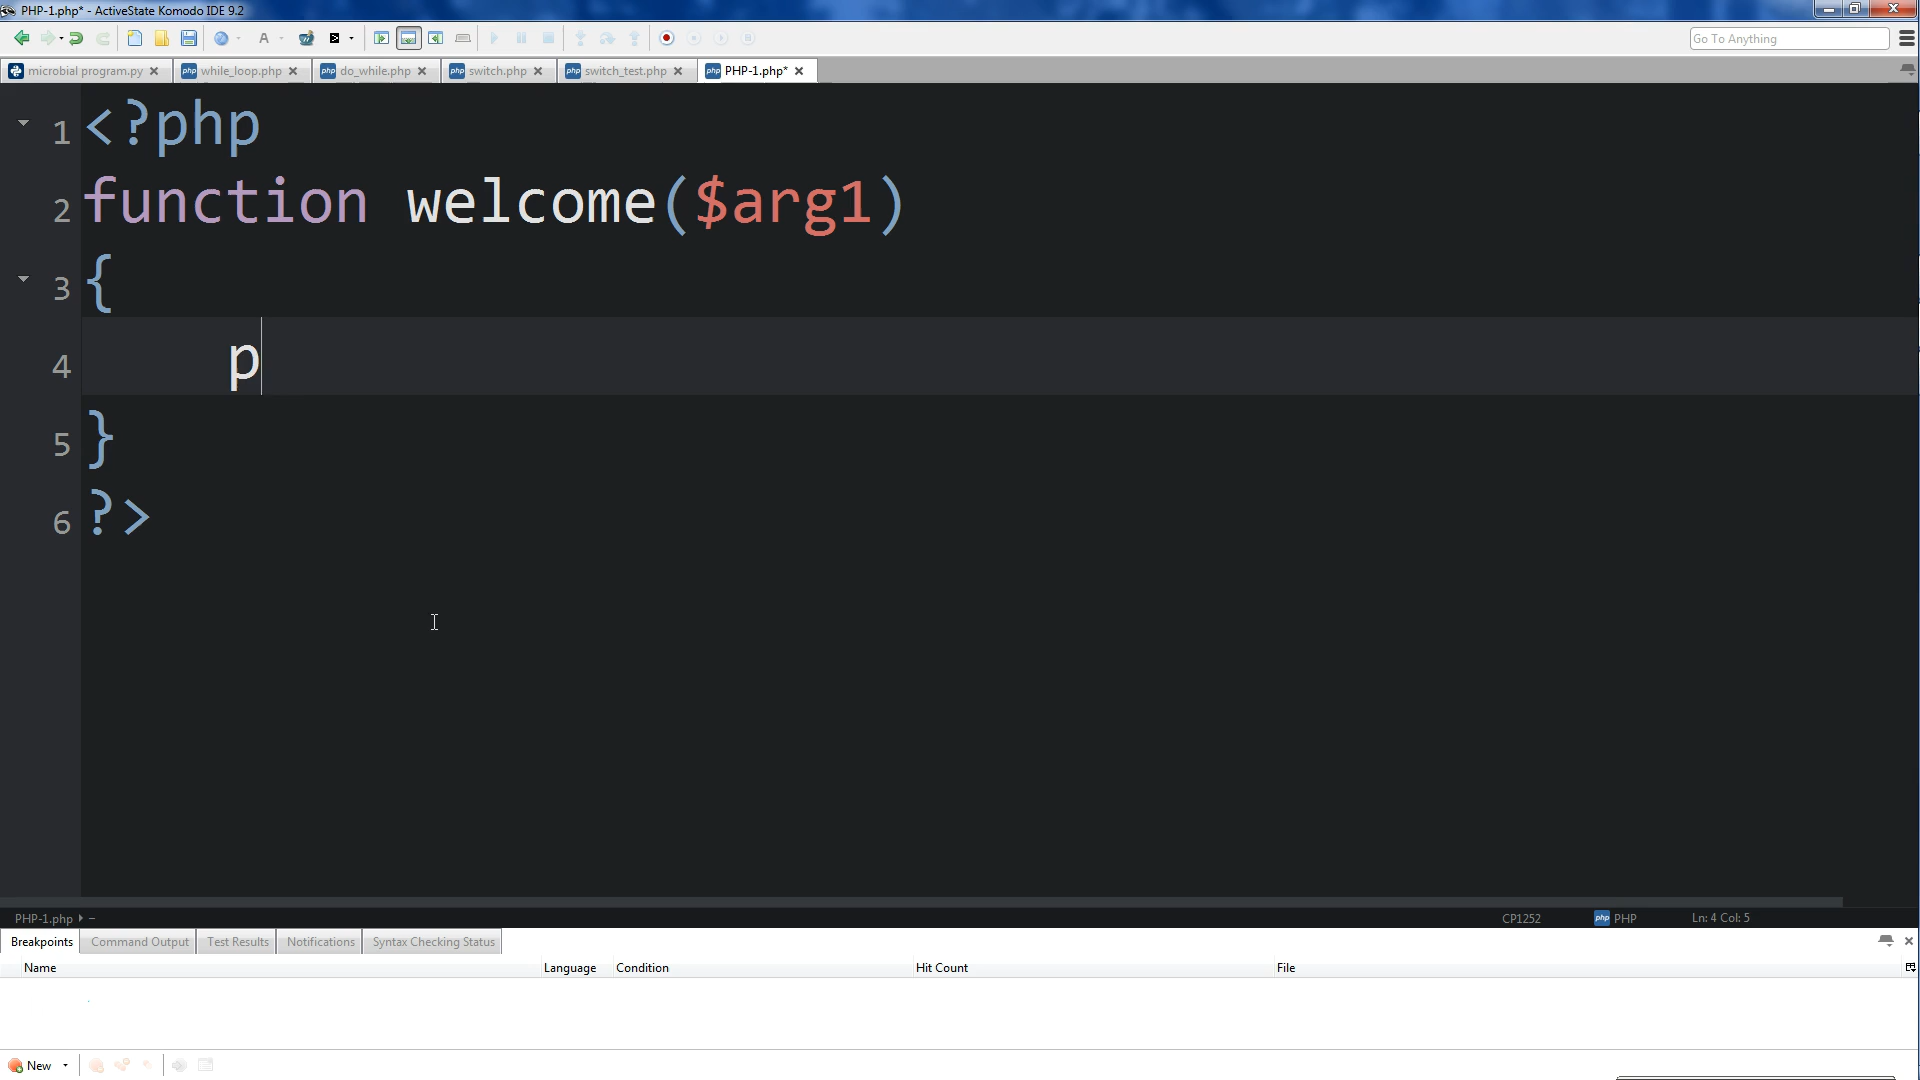 PHP-1.php* - ActiveState Komodo IDE 9.2
Go To Anything
microbial program.py
while_loop.php
do_while.php
switch.php
switch_test.php
PHP-1.php*
1 <?php
2 function welcome($arg1)
3 {
4 p
5 }
6 ?>
PHP-1.php
CP1252
PHP
Ln: 4 Col: 5
Breakpoints
Command Output
Test Results
Notifications
Syntax Checking Status
Name
Language
Condition
Hit Count
File
New